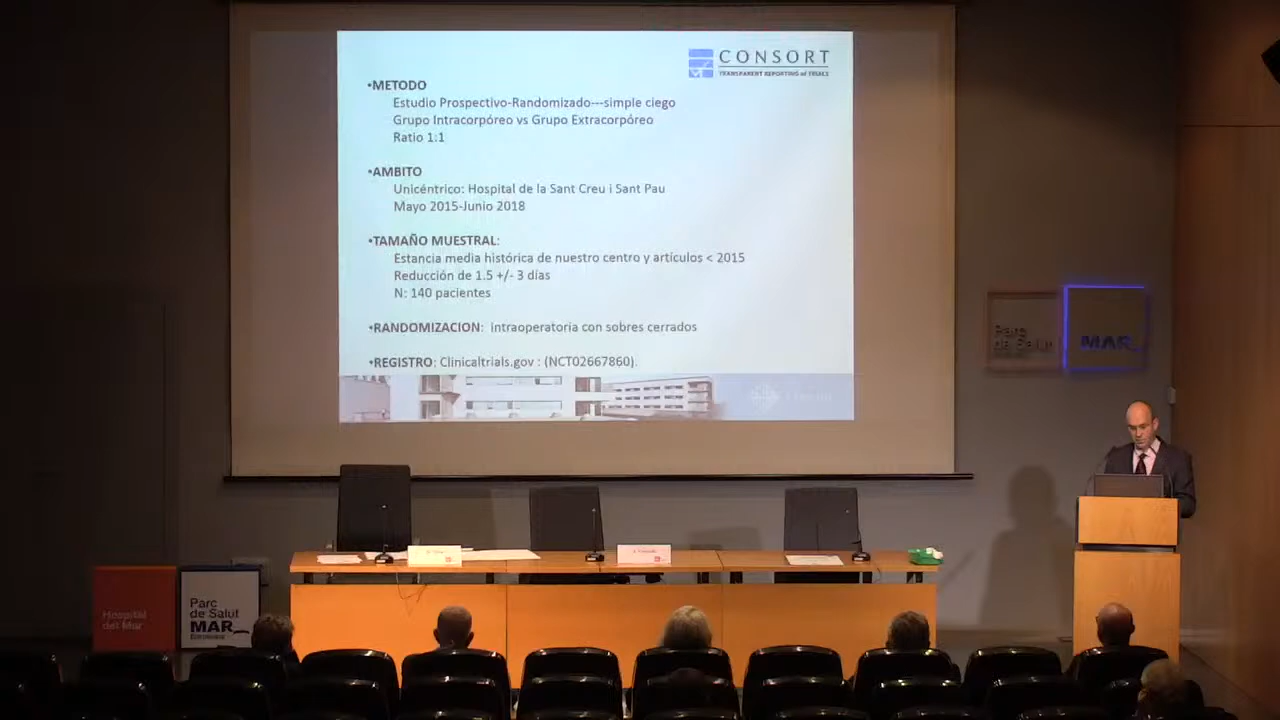 CONSORT
TRANSPARENT REPORTING of TRIALS
•METODO
Estudio Prospectivo-Randomizado---simple ciego
Grupo Intracorpóreo vs Grupo Extracorpóreo
Ratio 1:1
•AMBITO
Unicéntrico: Hospital de la Sant Creu i Sant Pau
Mayo 2015-Junio 2018
•TAMAÑO MUESTRAL:
Estancia media histórica de nuestro centro y artículos < 2015
Reducción de 1.5 +/- 3 días
N: 140 pacientes
•RANDOMIZACION: intraoperatoria con sobres cerrados
•REGISTRO: Clinicaltrials.gov : (NCT02667860).
Parc
de Salut
MAR
Hospital
del Mar
Parc
de Salut
MAR
Barcelona